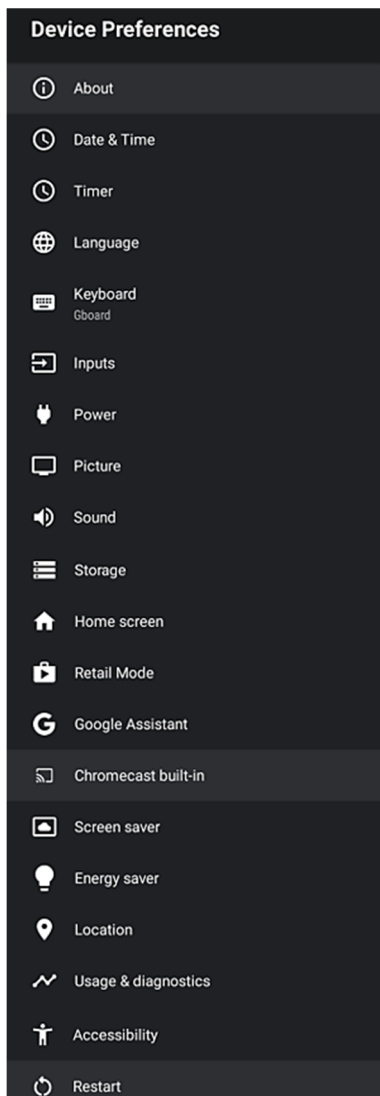 Device Preferences
About
Date & Time
Timer
Language
Keyboard
Gboard
Inputs
Power
Picture
Sound
Storage
Home screen
Retail Mode
Google Assistant
Chromecast built-in
Screen saver
Energy saver
Location
Usage & diagnostics
Accessibility
Restart